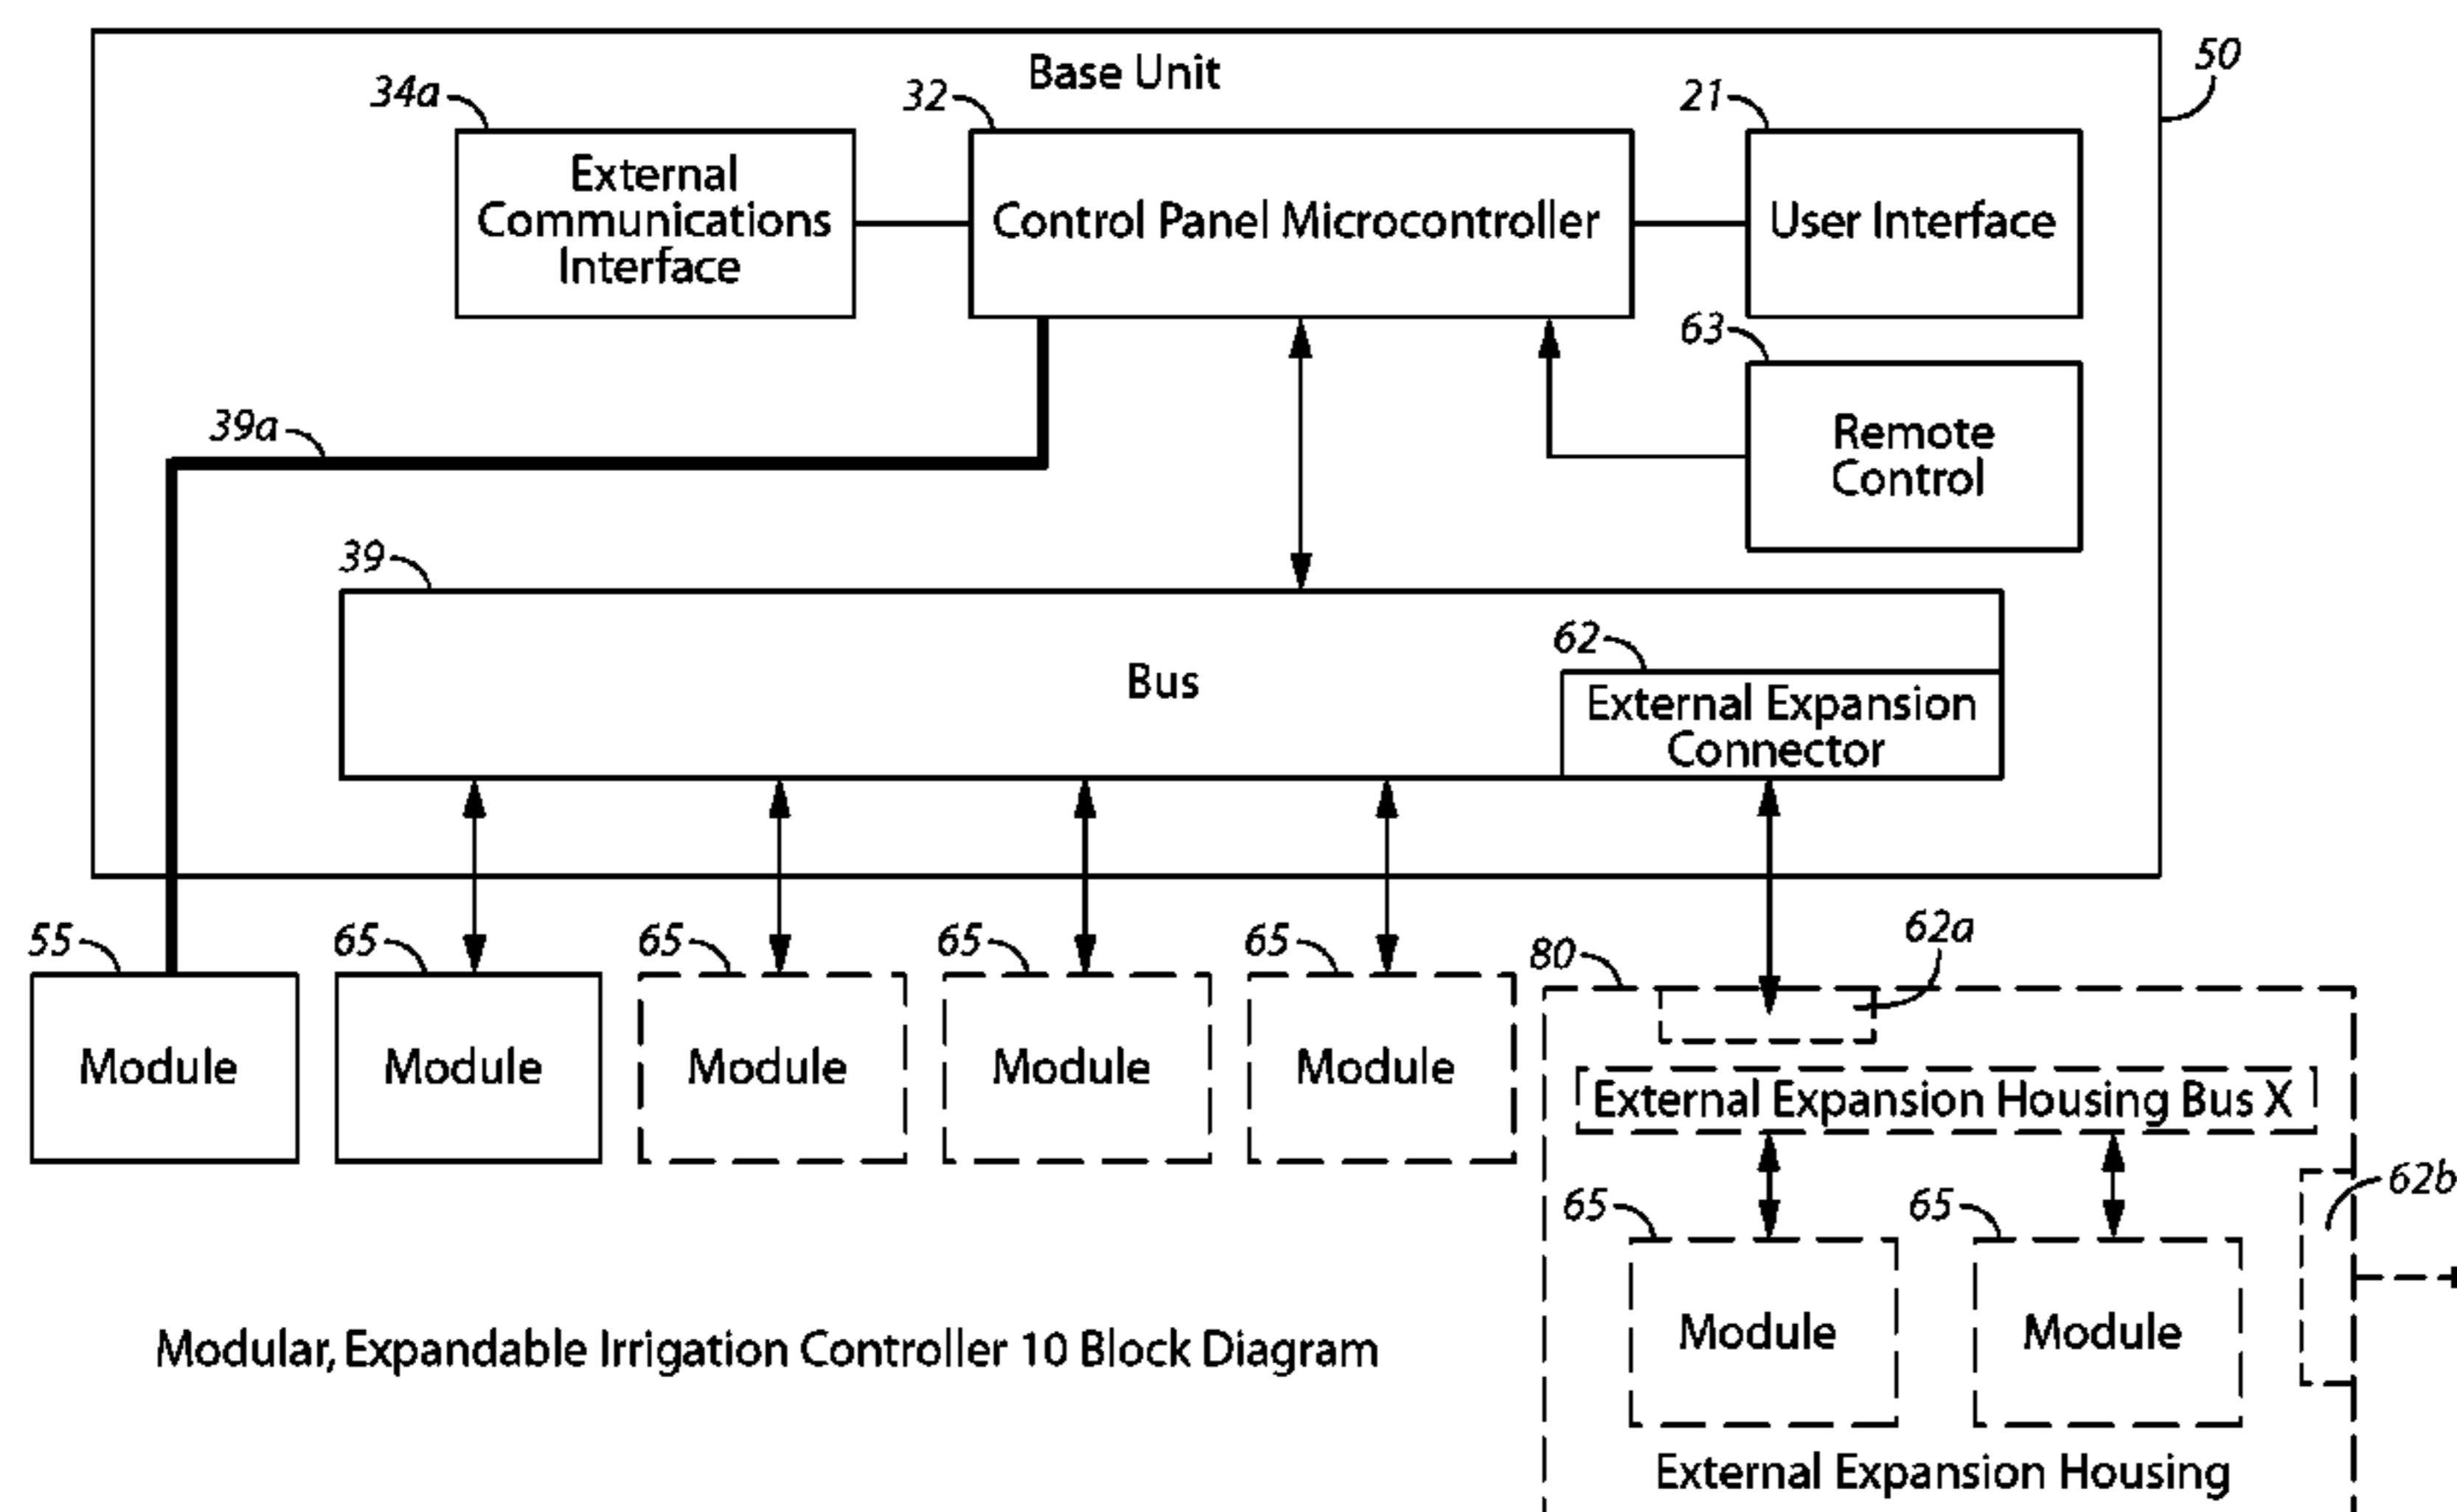 Base Unit
50
34a
32
21
External
Communications
Interface
Control Panel Microcontroller
User Interface
63
Remote
Control
39a
39
62
Bus
External Expansion
Connector
55
65
65
65
65
80
62a
Module
Module
Module
Module
Module
External Expansion Housing Bus X
62b
65
65
Module
Module
Modular, Expandable Irrigation Controller 10 Block Diagram
External Expansion Housing